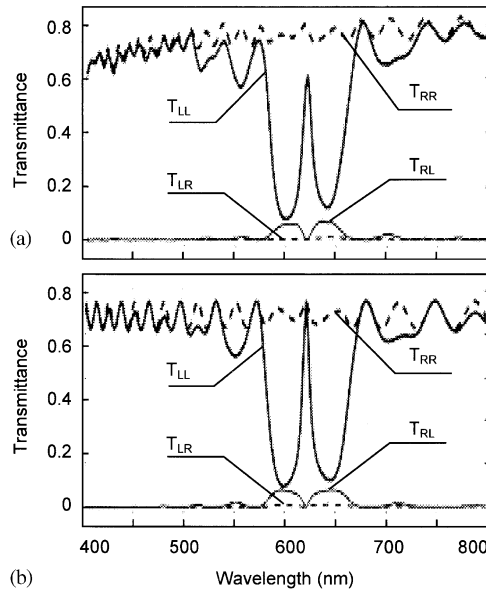 0.8
0.6
0.4
0.2
0
Transmittance
T_LL
T_RR
T_LR
T_RL
(a)
0.8
0.6
0.4
0.2
0
Transmittance
T_LL
T_RR
T_LR
T_RL
400 500 600 700 800
Wavelength (nm)
(b)